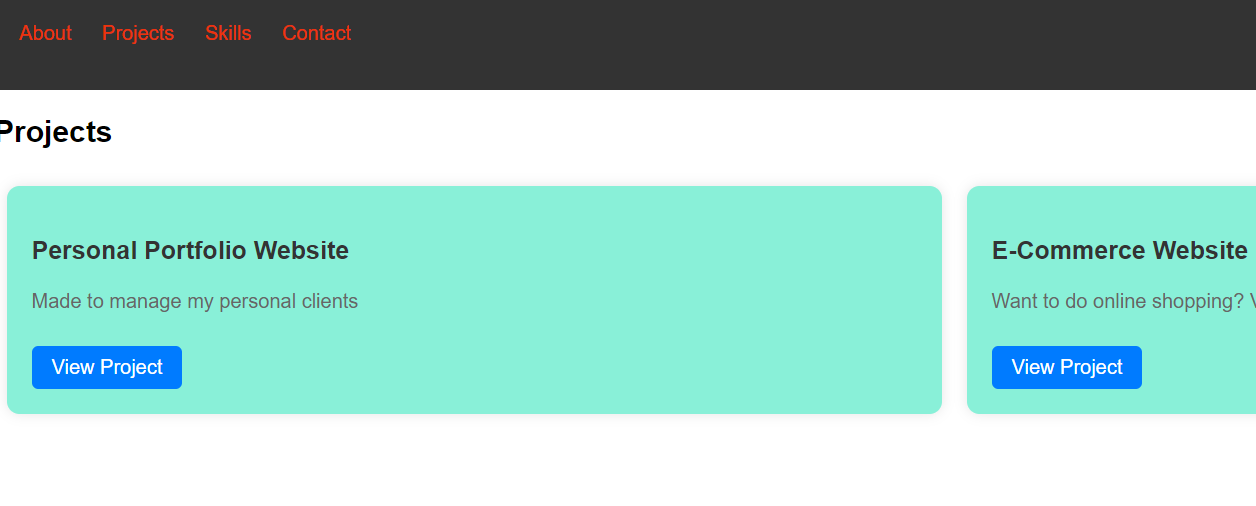 About Projects Skills Contact
Projects
Personal Portfolio Website
Made to manage my personal clients
View Project
E-Commerce Website
Want to do online shopping?
View Project